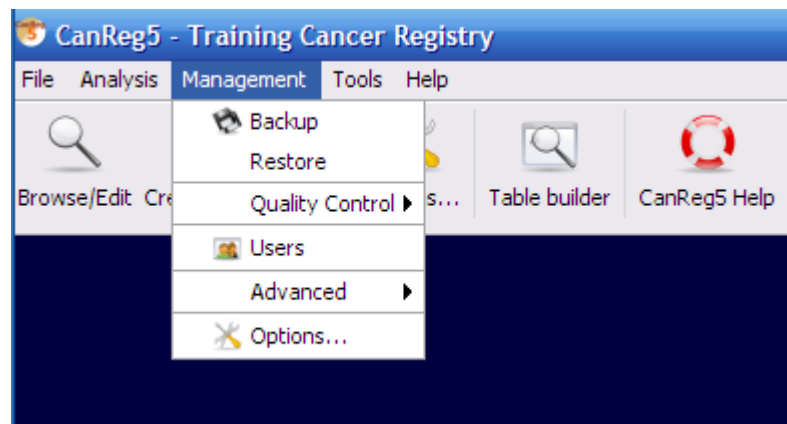 CanReg5 - Training Cancer Registry
File Analysis Management Tools Help
Backup
Restore
Browse/Edit Cre
Quality Control
s... Table builder CanReg5 Help
Users
Advanced
Options...